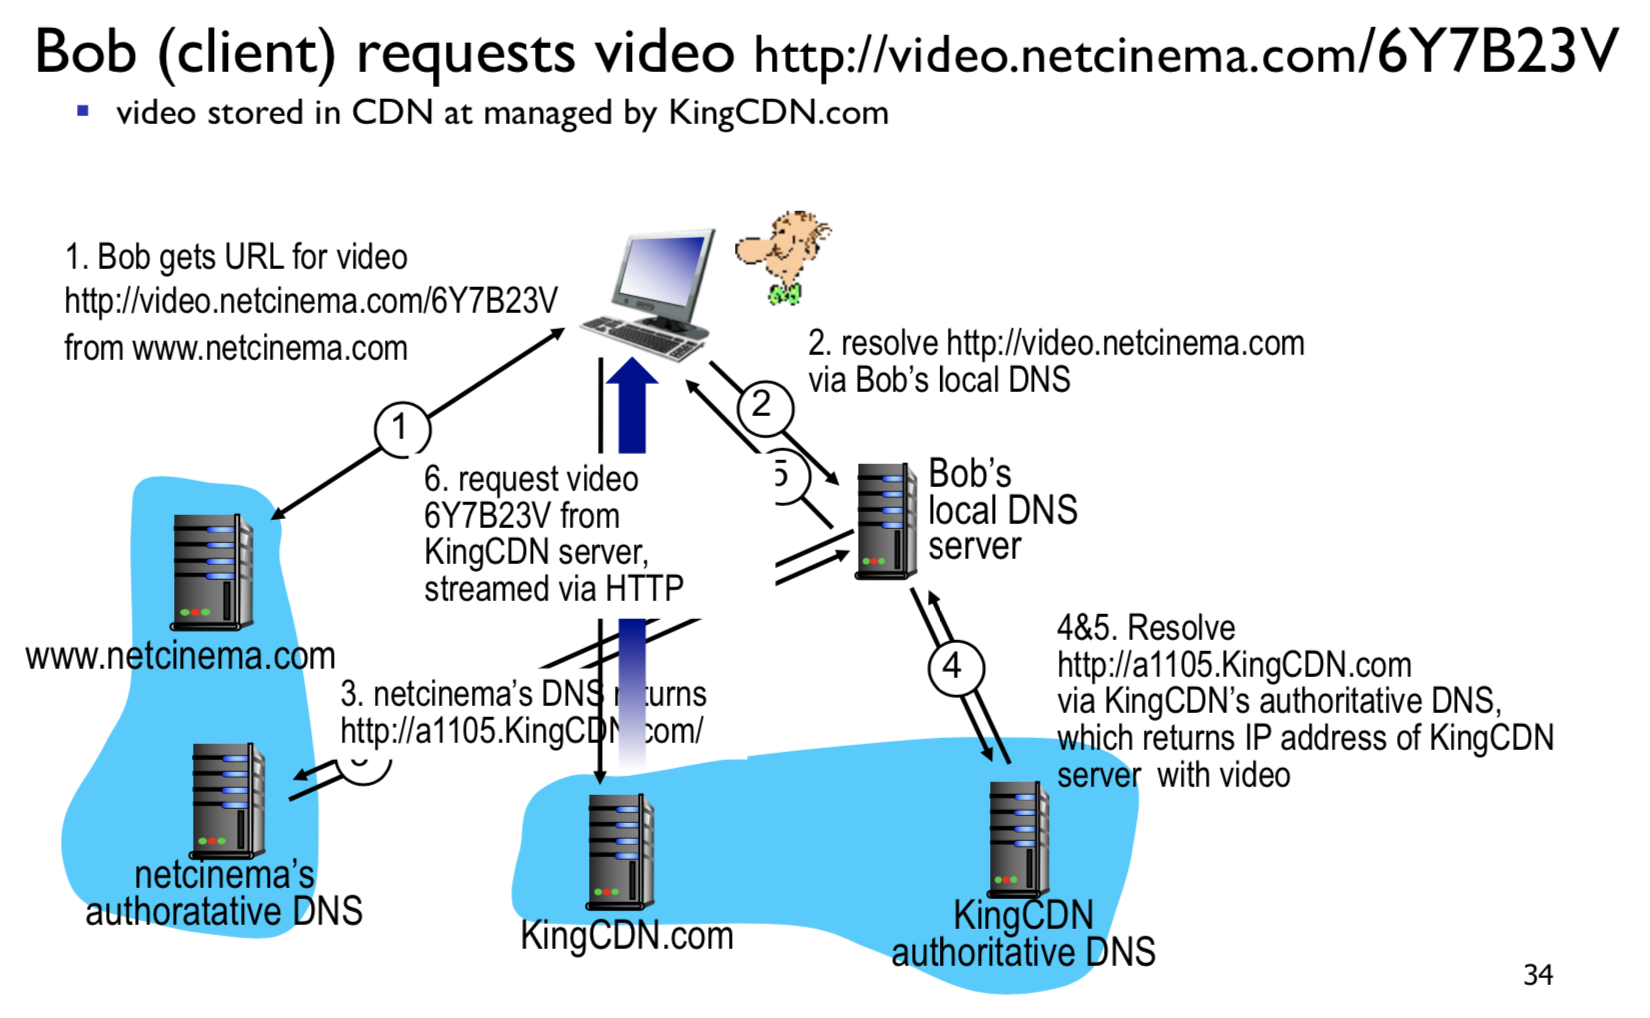 Bob (client) requests video http://video.netcinema.com/6Y7B23V
▪ video stored in CDN at managed by KingCDN.com
1. Bob gets URL for video
http://video.netcinema.com/6Y7B23V
from www.netcinema.com
2. resolve http://video.netcinema.com
via Bob's local DNS
1
2
5
6. request video
6Y7B23V from
KingCDN server,
streamed via HTTP
Bob's
local DNS
server
www.netcinema.com
3. netcinema's DNS returns
http://a1105.KingCDN.com/
4
4&5. Resolve
http://a1105.KingCDN.com
via KingCDN's authoritative DNS,
which returns IP address of KingCDN
server with video
netcinema's
authoratative DNS
KingCDN.com
KingCDN
authoritative DNS
34